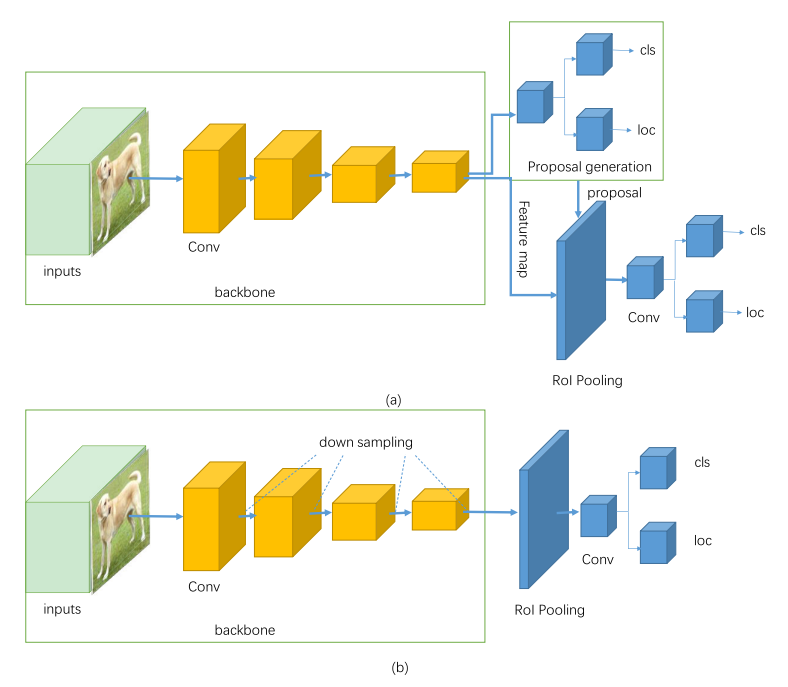 cls
loc
Proposal generation
proposal
Feature map
Conv
inputs
backbone
cls
Conv
loc
RoI Pooling
(a)
down sampling
cls
loc
Conv
Conv
inputs
RoI Pooling
backbone
(b)